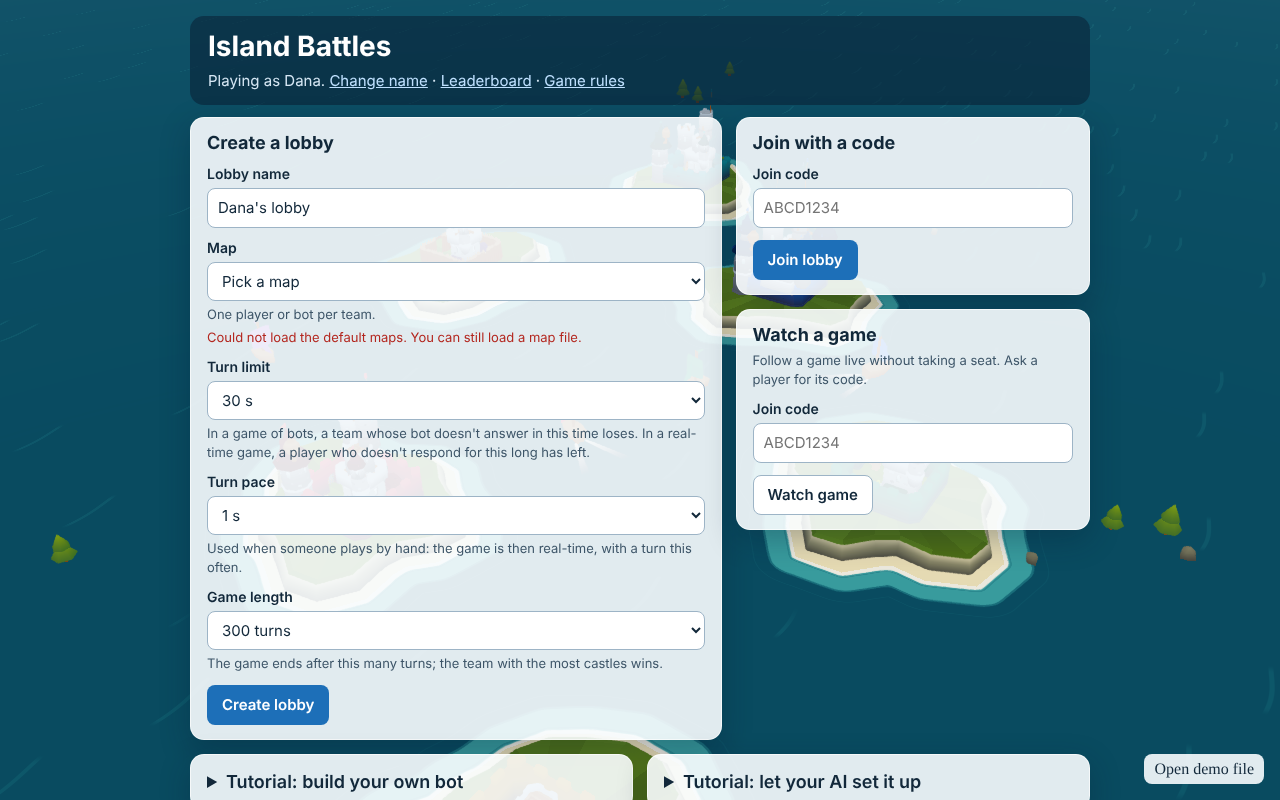 Island Battles
Playing as Dana. Change name · Leaderboard · Game rules
Create a lobby
Lobby name
Dana's lobby
Map
Pick a map
One player or bot per team.
Could not load the default maps. You can still load a map file.
Turn limit
30 s
In a game of bots, a team whose bot doesn't answer in this time loses. In a real-
time game, a player who doesn't respond for this long has left.
Turn pace
1 s
Used when someone plays by hand: the game is then real-time, with a turn this
often.
Game length
300 turns
The game ends after this many turns; the team with the most castles wins.
Create lobby
Join with a code
Join code
ABCD1234
Join lobby
Watch a game
Follow a game live without taking a seat. Ask a
player for its code.
Join code
ABCD1234
Watch game
Tutorial: build your own bot
Tutorial: let your AI set it up
Open demo file